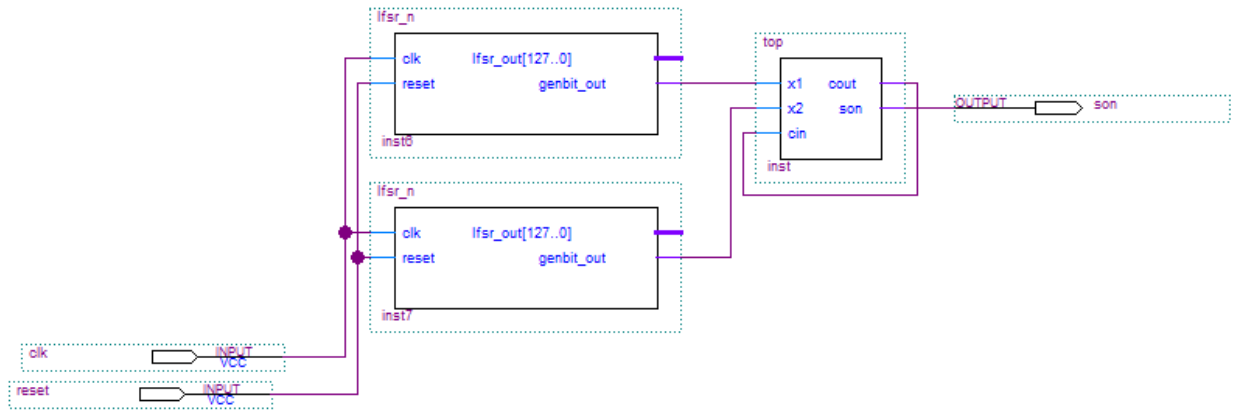 lfsr_n
clk lfsr_out[127..0]
reset genbit_out
inst6
top
x1 cout
x2 son
cin
inst
OUTPUT son
lfsr_n
clk lfsr_out[127..0]
reset genbit_out
inst7
clk INPUT
VCC
reset INPUT
VCC